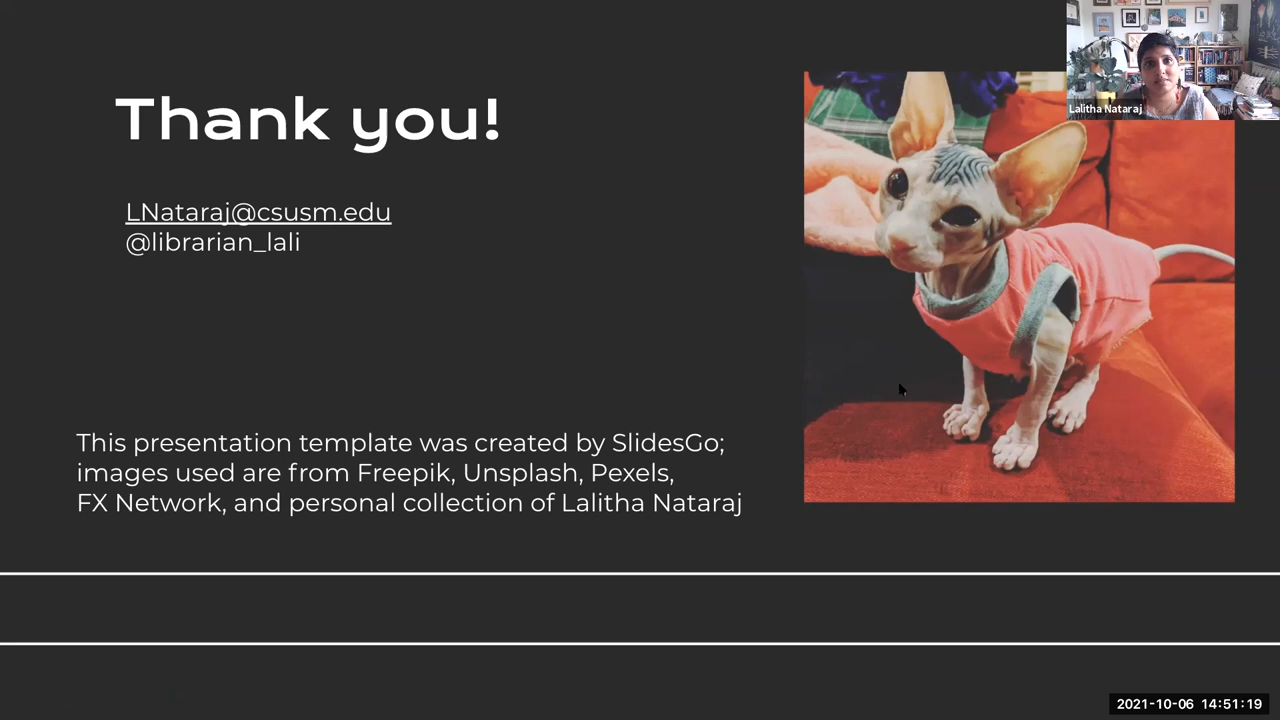 Lalitha Nataraj
Thank you!
LNataraj@csusm.edu
@librarian_lali
This presentation template was created by SlidesGo;
images used are from Freepik, Unsplash, Pexels,
FX Network, and personal collection of Lalitha Nataraj
2021-10-06 14:51:19